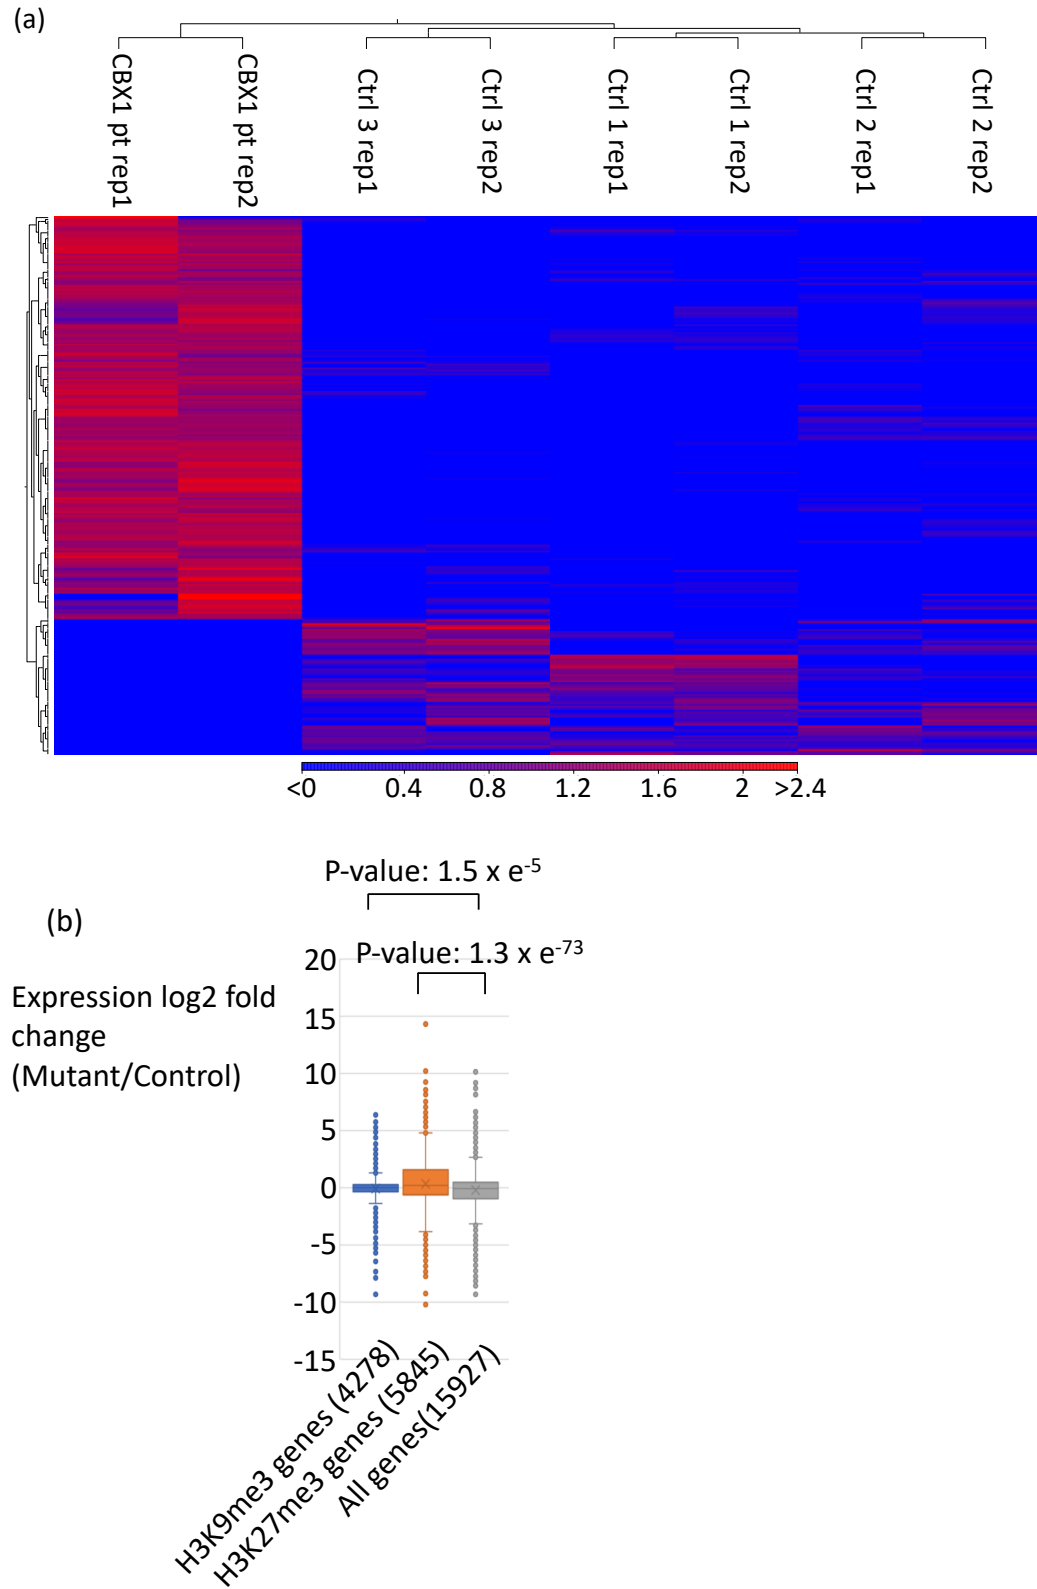 (a)
CBX1 pt rep1
CBX1 pt rep2
Ctrl 3 rep1
Ctrl 3 rep2
Ctrl 1 rep1
Ctrl 1 rep2
Ctrl 2 rep1
Ctrl 2 rep2
<0 0.4 0.8 1.2 1.6 2 >2.4
P-value: 1.5 x e-5
(b)
P-value: 1.3 x e-73
Expression log2 fold
change
(Mutant/Control)
20
15
10
5
0
-5
-10
-15
H3K9me3 genes (4278)
H3K27me3 genes (5845)
All genes(15927)